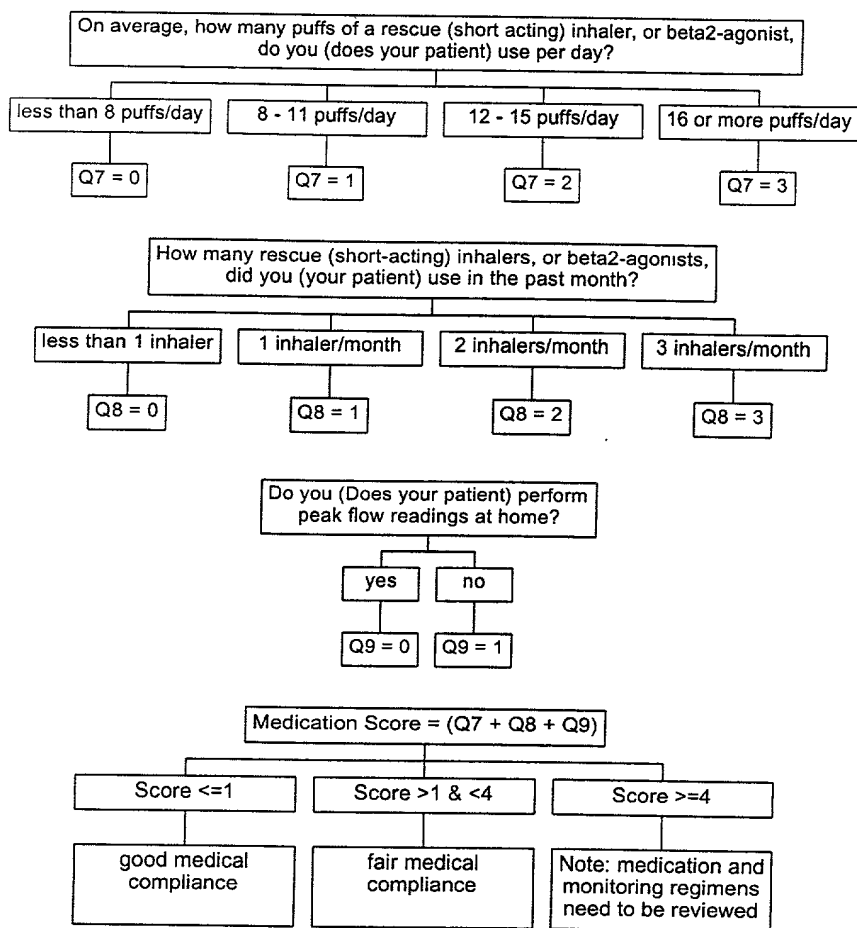 On average, how many puffs of a rescue (short acting) inhaler, or beta2-agonist,
do you (does your patient) use per day?
less than 8 puffs/day
8 - 11 puffs/day
12 - 15 puffs/day
16 or more puffs/day
Q7 = 0
Q7 = 1
Q7 = 2
Q7 = 3
How many rescue (short-acting) inhalers, or beta2-agonists,
did you (your patient) use in the past month?
less than 1 inhaler
1 inhaler/month
2 inhalers/month
3 inhalers/month
Q8 = 0
Q8 = 1
Q8 = 2
Q8 = 3
Do you (Does your patient) perform
peak flow readings at home?
yes
no
Q9 = 0
Q9 = 1
Medication Score = (Q7 + Q8 + Q9)
Score <=1
Score >1 & <4
Score >=4
good medical
compliance
fair medical
compliance
Note: medication and
monitoring regimens
need to be reviewed